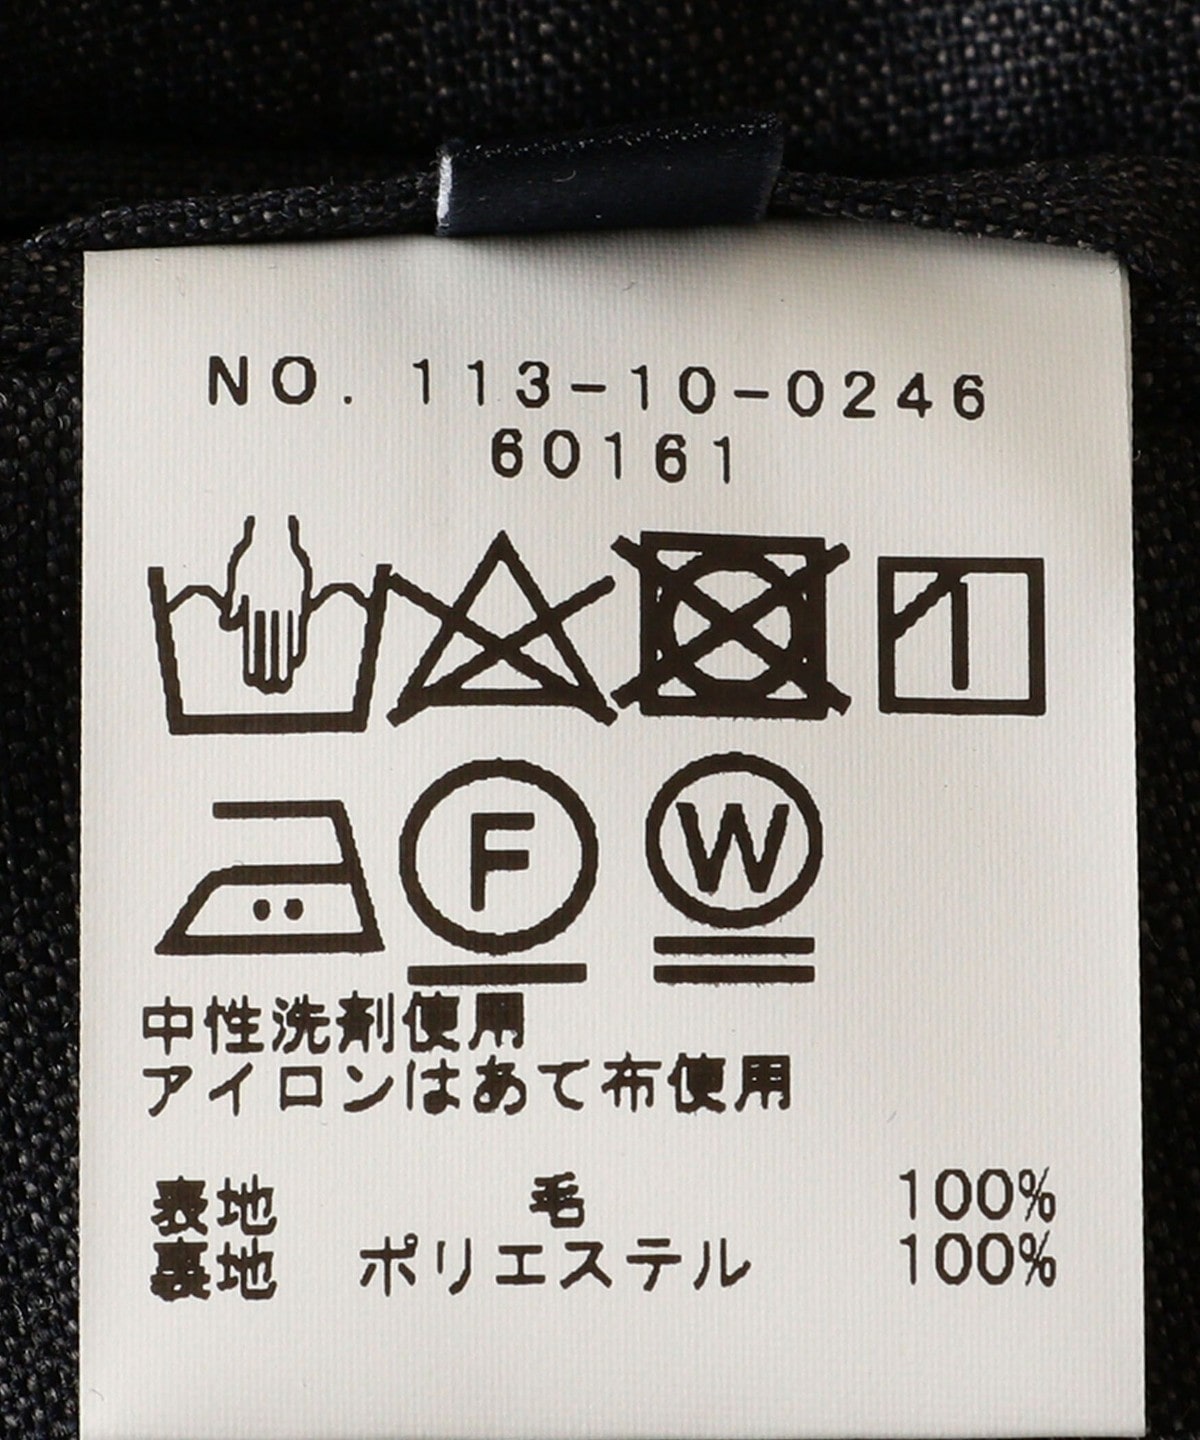 NO. 113-10-0246
60161
F W
中性洗剤使用
アイロンはあて布使用
表地 毛 100%
裏地 ポリエステル 100%